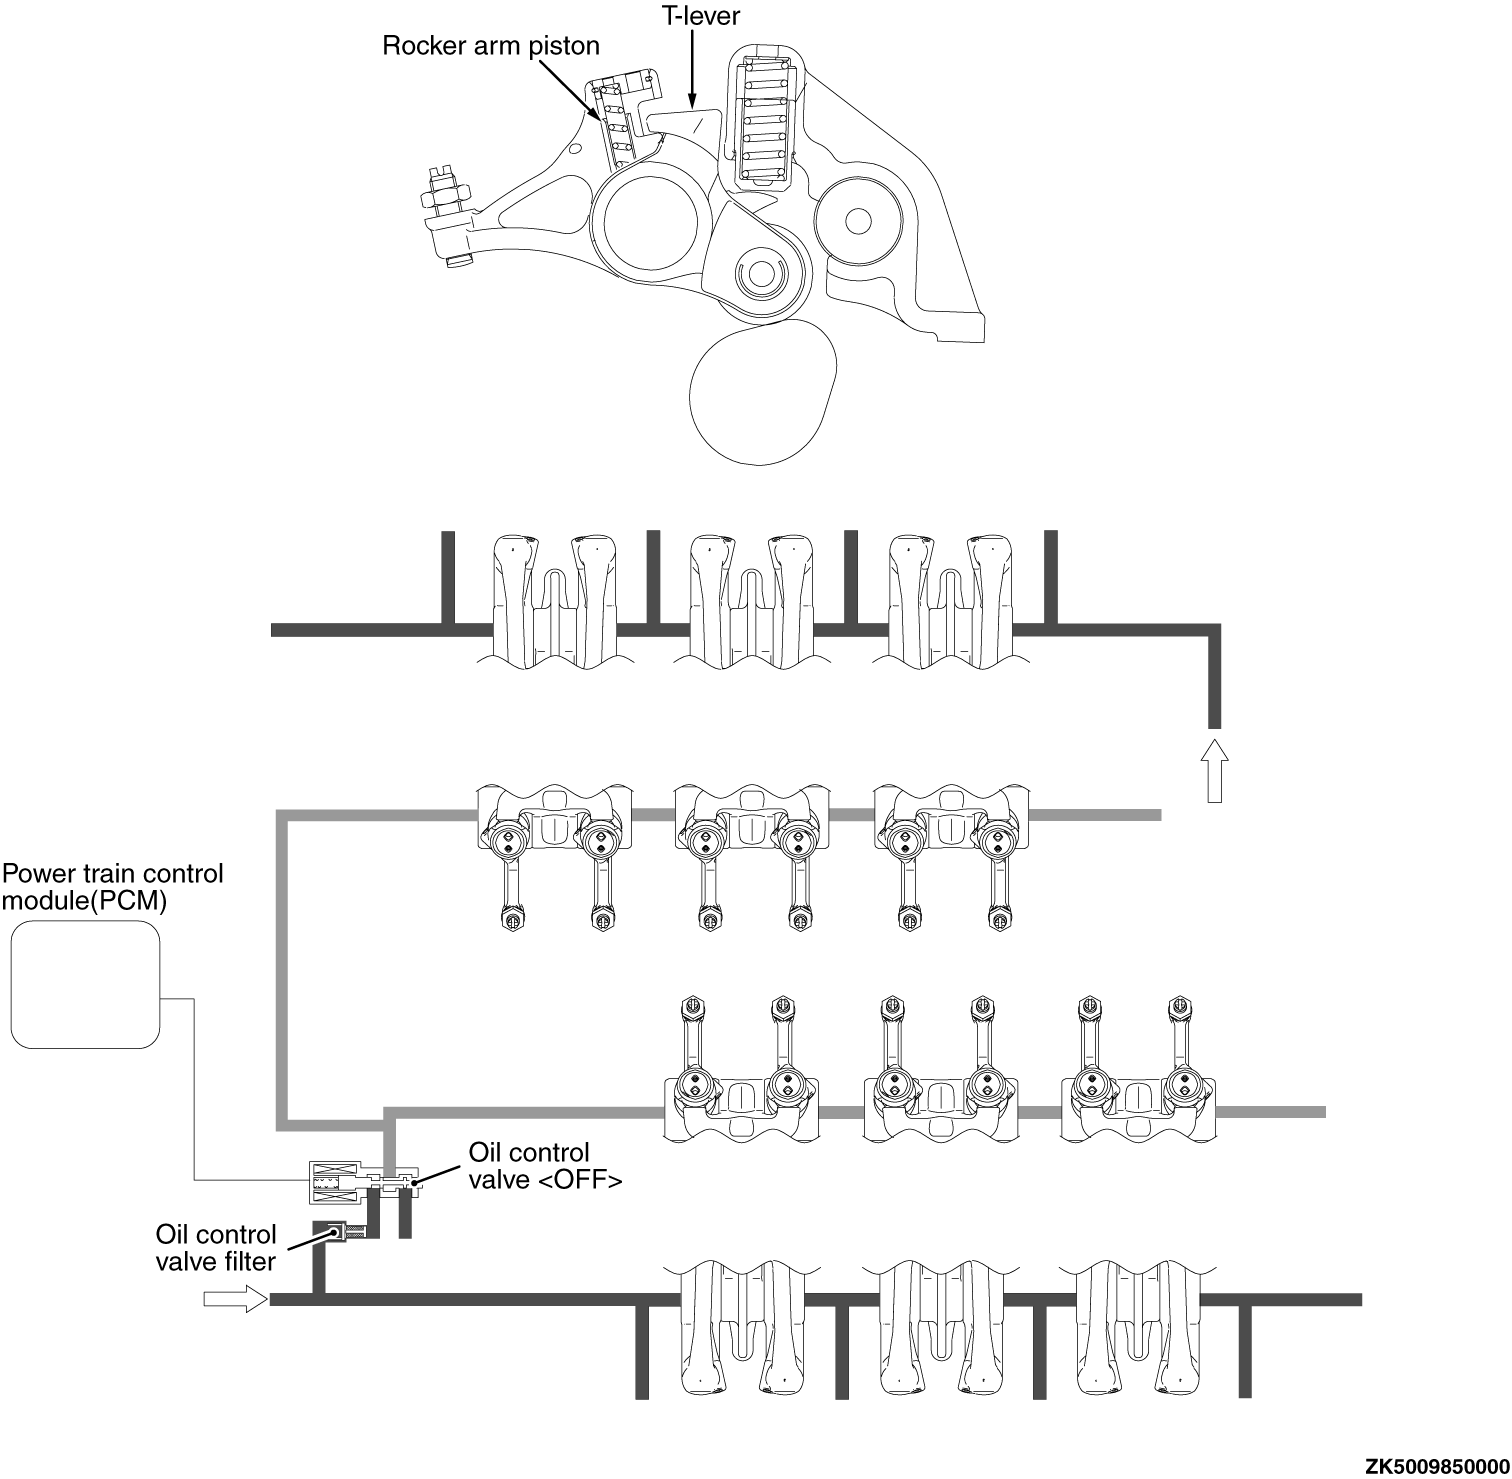 T-lever
Rocker arm piston
Power train control
module(PCM)
Oil control
valve <OFF>
Oil control
valve filter
ZK5009850000